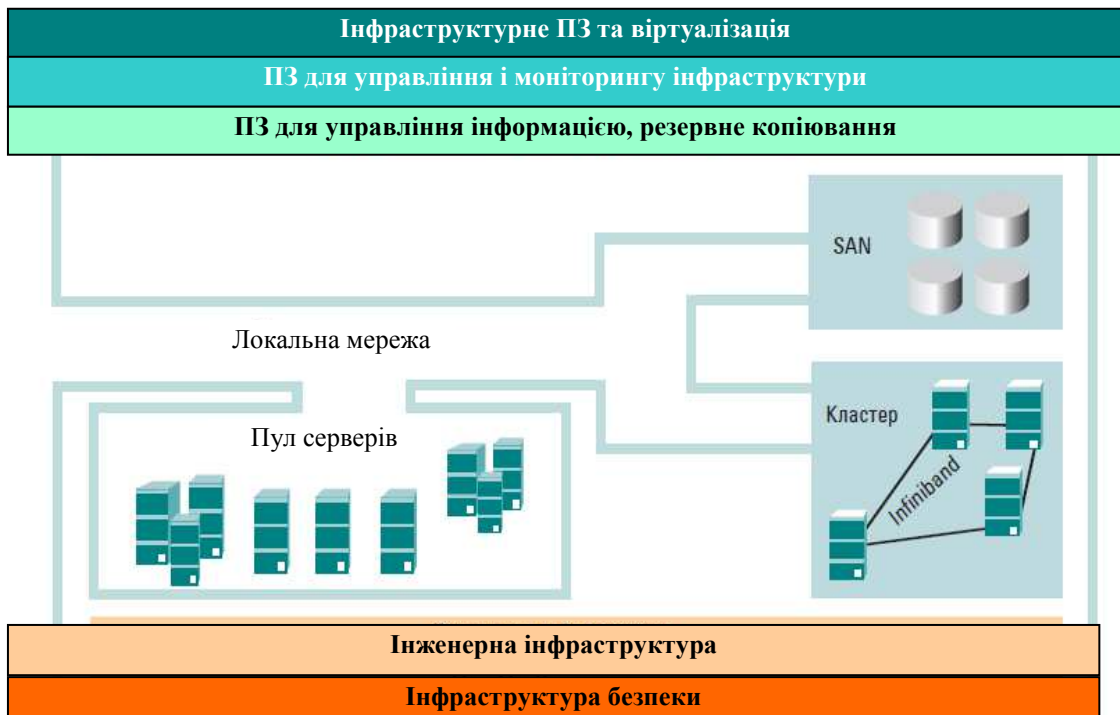 Інфраструктурне ПЗ та віртуалізація
ПЗ для управління і моніторингу інфраструктури
ПЗ для управління інформацією, резервне копіювання
SAN
Локальна мережа
Кластер
Пул серверів
Infiniband
Інженерна інфраструктура
Інфраструктура безпеки